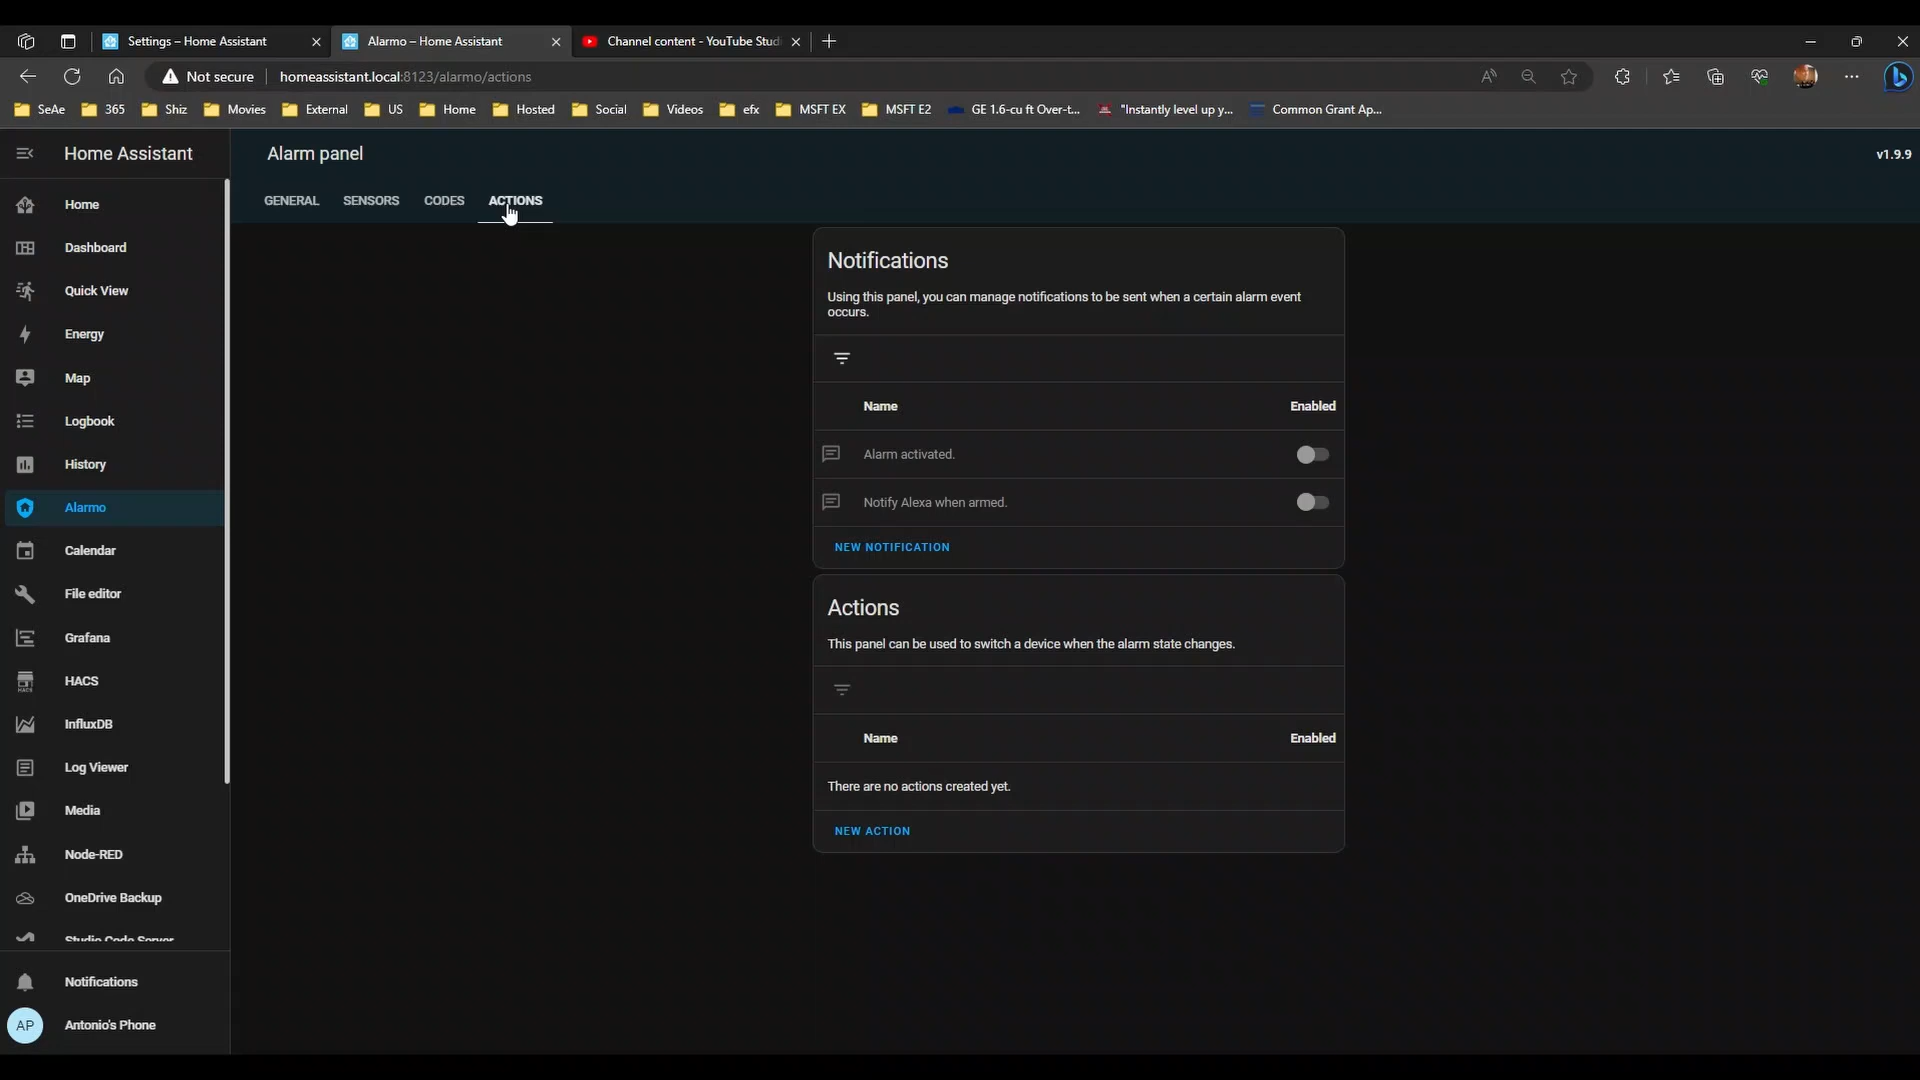 Settings – Home Assistant
Alarmo – Home Assistant
Channel content - YouTube Stud
Not secure
homeassistant.local:8123/alarmo/actions
SeAe
365
Shiz
Movies
External
US
Home
Hosted
Social
Videos
efx
MSFT EX
MSFT E2
GE 1.6-cu ft Over-t...
"Instantly level up y...
Common Grant Ap...
Home Assistant
Alarm panel
v1.9.9
GENERAL
SENSORS
CODES
ACTIONS
Home
Dashboard
Quick View
Energy
Map
Logbook
History
Alarmo
Calendar
File editor
Grafana
HACS
HACS
InfluxDB
Log Viewer
Media
Node-RED
OneDrive Backup
Studio Code Server
Notifications
AP
Antonio's Phone
Notifications
Using this panel, you can manage notifications to be sent when a certain alarm event
occurs.
Name
Enabled
Alarm activated.
Notify Alexa when armed.
NEW NOTIFICATION
Actions
This panel can be used to switch a device when the alarm state changes.
Name
Enabled
There are no actions created yet.
NEW ACTION